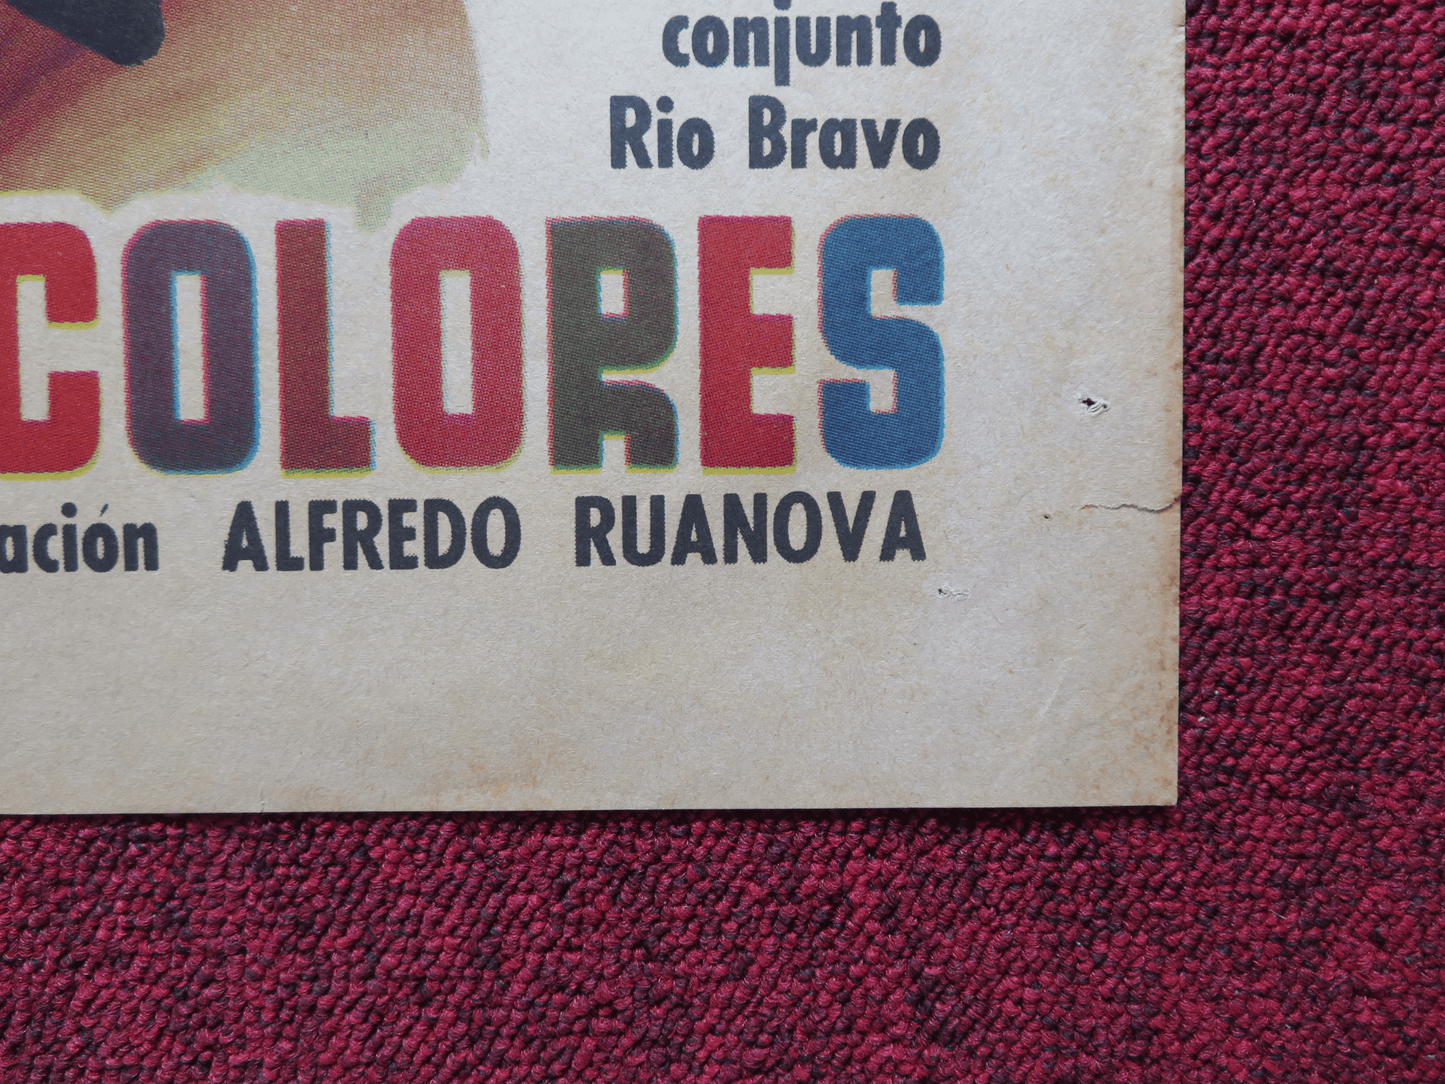 conjunto
Rio Bravo
COLORES
ación ALFREDO RUANOVA